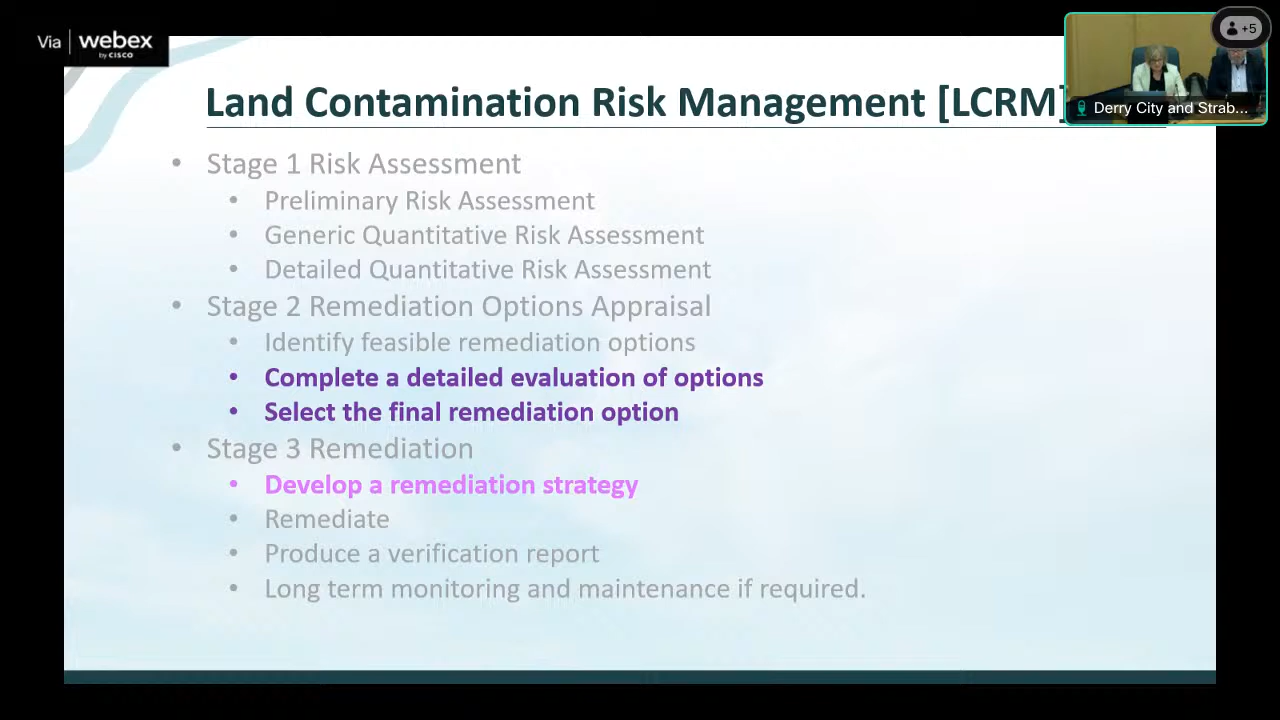 Via webex
by CISCO
+5
Derry City and Strab...
Land Contamination Risk Management [LCRM]
• Stage 1 Risk Assessment
• Preliminary Risk Assessment
• Generic Quantitative Risk Assessment
• Detailed Quantitative Risk Assessment
• Stage 2 Remediation Options Appraisal
• Identify feasible remediation options
• Complete a detailed evaluation of options
• Select the final remediation option
• Stage 3 Remediation
• Develop a remediation strategy
• Remediate
• Produce a verification report
• Long term monitoring and maintenance if required.